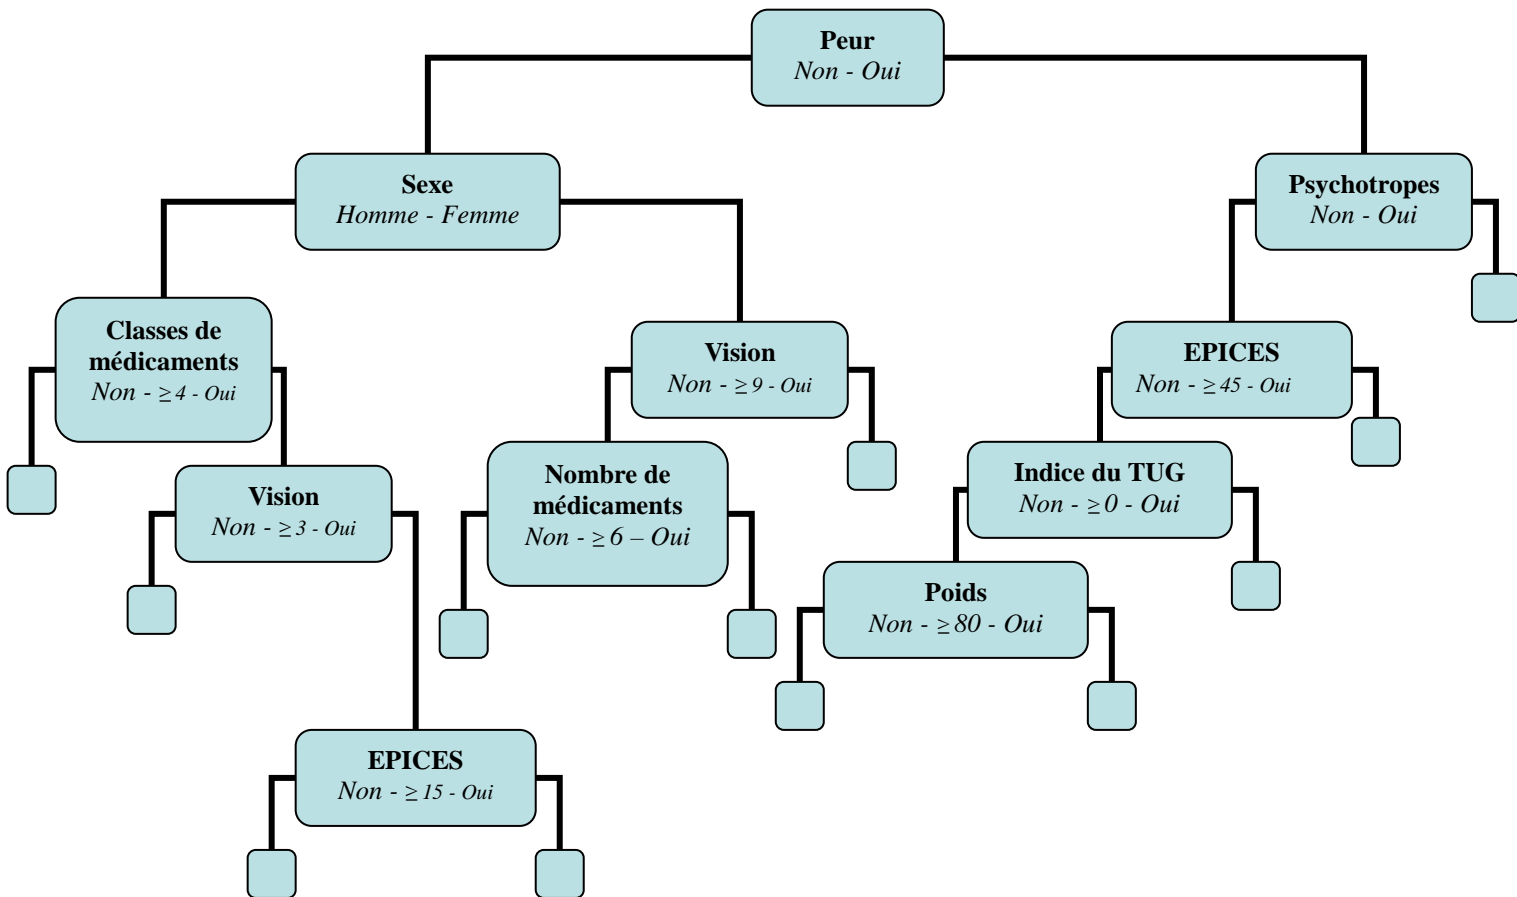 Peur
Non - Oui
Sexe
Homme - Femme
Psychotropes
Non - Oui
Classes de
médicaments
Non - ≥ 4 - Oui
Vision
Non - ≥ 9 - Oui
EPICES
Non - ≥ 45 - Oui
Vision
Non - ≥ 3 - Oui
Nombre de
médicaments
Non - ≥ 6 – Oui
Indice du TUG
Non - ≥ 0 - Oui
Poids
Non - ≥ 80 - Oui
EPICES
Non - ≥ 15 - Oui